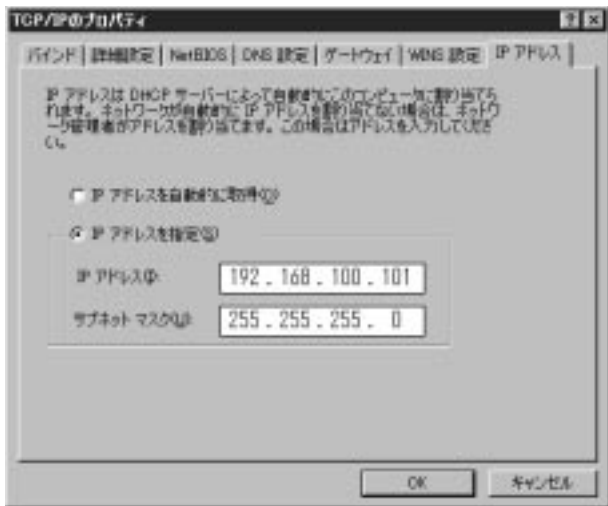 TCP/IPのプロパティ
バインド 詳細設定 NetBIOS DNS 設定 ゲートウェイ WINS 設定 IP アドレス
IP アドレスは DHCP サーバーによって自動的にこのコンピュータに割り当てら
れます。ネットワークが自動的に IP アドレスを割り当てない場合は、ネットワ
ーク管理者がアドレスを割り当てます。この場合はアドレスを入力してくださ
い。
IP アドレスを自動的に取得(O)
IP アドレスを指定(S)
IP アドレス(I):
192.168.100.101
サブネット マスク(U):
255.255.255.0
OK
キャンセル